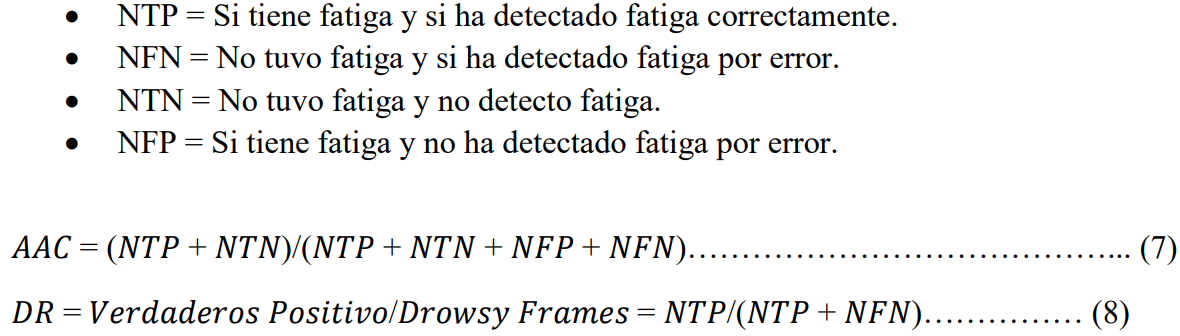 • NTP = Si tiene fatiga y si ha detectado fatiga correctamente.
• NFN = No tuvo fatiga y si ha detectado fatiga por error.
• NTN = No tuvo fatiga y no detecto fatiga.
• NFP = Si tiene fatiga y no ha detectado fatiga por error.
AAC = (NTP + NTN)/(NTP + NTN + NFP + NFN)…………………………………….. (7)
DR = Verdaderos Positivo/Drowsy Frames = NTP/(NTP + NFN)…………… (8)